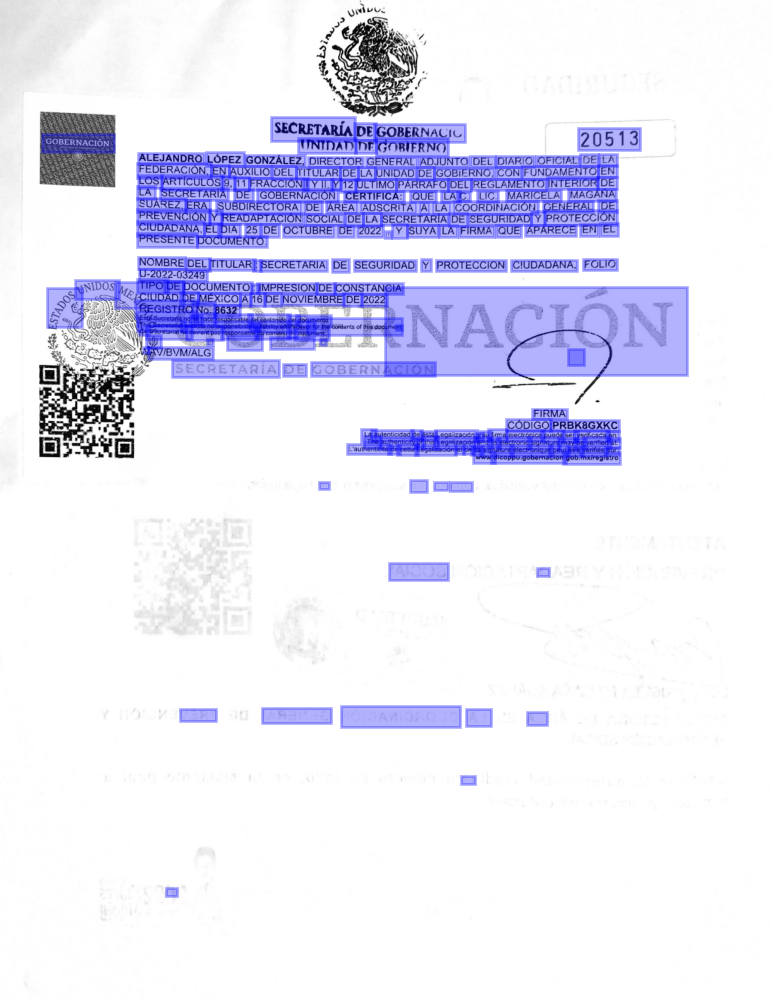 ESTADOS UNIDOS
SECRETARÍA DE GOBERNACIÓN
UNIDAD DE GOBIERNO
GOBERNACIÓN
20513
ALEJANDRO LÓPEZ GONZÁLEZ, DIRECTOR GENERAL ADJUNTO DEL DIARIO OFICIAL DE LA
FEDERACIÓN, EN AUXILIO DEL TITULAR DE LA UNIDAD DE GOBIERNO, CON FUNDAMENTO EN
LOS ARTÍCULOS 9, 11 FRACCIÓN I Y II, Y 12 ÚLTIMO PÁRRAFO DEL REGLAMENTO INTERIOR DE
LA SECRETARÍA DE GOBERNACIÓN CERTIFICA: QUE LA C. LIC MARICELA MAGAÑA
SUÁREZ, ERA SUBDIRECTORA DE ÁREA ADSCRITA A LA COORDINACIÓN GENERAL DE
PREVENCIÓN Y READAPTACIÓN SOCIAL DE LA SECRETARÍA DE SEGURIDAD Y PROTECCIÓN
CIUDADANA, EL DÍA 25 DE OCTUBRE DE 2022 , Y SUYA LA FIRMA QUE APARECE EN EL
PRESENTE DOCUMENTO.
NOMBRE DEL TITULAR: SECRETARIA DE SEGURIDAD Y PROTECCION CIUDADANA, FOLIO
U-2022-03249
TIPO DE DOCUMENTO: IMPRESION DE CONSTANCIA
CIUDAD DE MÉXICO A 16 DE NOVIEMBRE DE 2022
REGISTRO No. 8632
ESTADOS UNIDOS
GOBERNACIÓN
WAV/BVM/ALG
SECRETARÍA DE GOBERNACIÓN
FIRMA
CÓDIGO PRBK8GXKC
www.dicoppu.gobernacion.gob.mx/registro